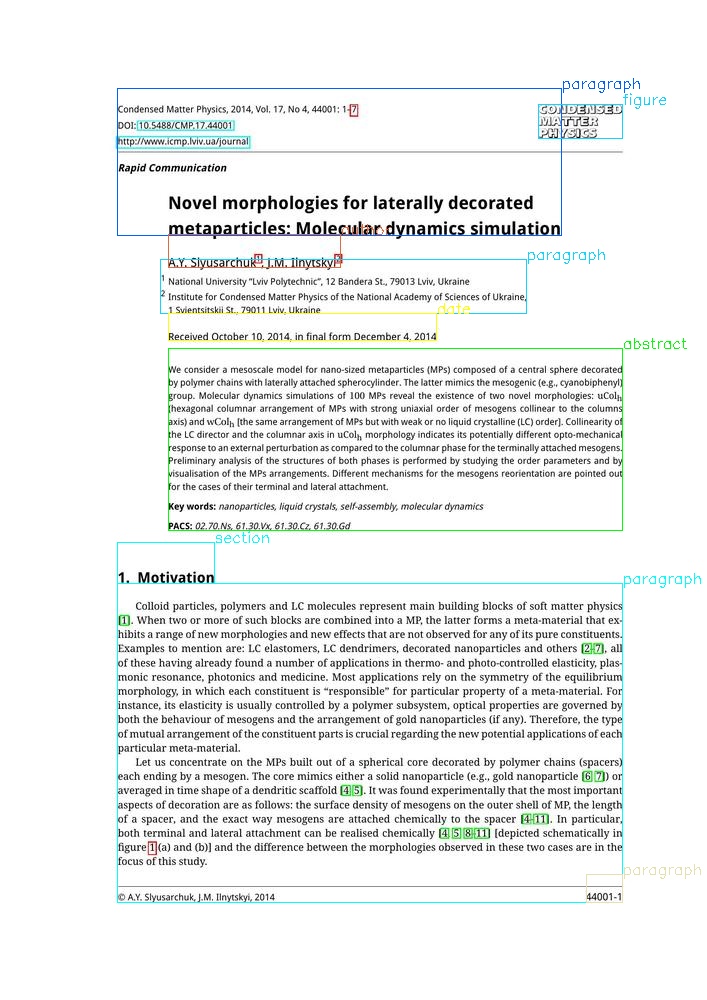 paragraph
figure
Condensed Matter Physics, 2014, Vol. 17, No 4, 44001: 1–7
DOI: 10.5488/CMP.17.44001
http://www.icmp.lviv.ua/journal
CONDENSED
MATTER
PHYSICS
Rapid Communication
Novel morphologies for laterally decorated
metaparticles: Molecular dynamics simulation
author
A.Y. Slyusarchuk1, J.M. Ilnytskyi2
paragraph
1 National University “Lviv Polytechnic”, 12 Bandera St., 79013 Lviv, Ukraine
2 Institute for Condensed Matter Physics of the National Academy of Sciences of Ukraine,
1 Svientsitskii St., 79011 Lviv, Ukraine
date
Received October 10, 2014, in final form December 4, 2014
abstract
We consider a mesoscale model for nano-sized metaparticles (MPs) composed of a central sphere decorated
by polymer chains with laterally attached spherocylinder. The latter mimics the mesogenic (e.g., cyanobiphenyl)
group. Molecular dynamics simulations of 100 MPs reveal the existence of two novel morphologies: uColh
(hexagonal columnar arrangement of MPs with strong uniaxial order of mesogens collinear to the columns
axis) and wColh [the same arrangement of MPs but with weak or no liquid crystalline (LC) order]. Collinearity of
the LC director and the columnar axis in uColh morphology indicates its potentially different opto-mechanical
response to an external perturbation as compared to the columnar phase for the terminally attached mesogens.
Preliminary analysis of the structures of both phases is performed by studying the order parameters and by
visualisation of the MPs arrangements. Different mechanisms for the mesogens reorientation are pointed out
for the cases of their terminal and lateral attachment.
Key words: nanoparticles, liquid crystals, self-assembly, molecular dynamics
PACS: 02.70.Ns, 61.30.Vx, 61.30.Cz, 61.30.Gd
section
1. Motivation
paragraph
Colloid particles, polymers and LC molecules represent main building blocks of soft matter physics
[1]. When two or more of such blocks are combined into a MP, the latter forms a meta-material that ex-
hibits a range of new morphologies and new effects that are not observed for any of its pure constituents.
Examples to mention are: LC elastomers, LC dendrimers, decorated nanoparticles and others [2–7], all
of these having already found a number of applications in thermo- and photo-controlled elasticity, plas-
monic resonance, photonics and medicine. Most applications rely on the symmetry of the equilibrium
morphology, in which each constituent is “responsible” for particular property of a meta-material. For
instance, its elasticity is usually controlled by a polymer subsystem, optical properties are governed by
both the behaviour of mesogens and the arrangement of gold nanoparticles (if any). Therefore, the type
of mutual arrangement of the constituent parts is crucial regarding the new potential applications of each
particular meta-material.
Let us concentrate on the MPs built out of a spherical core decorated by polymer chains (spacers)
each ending by a mesogen. The core mimics either a solid nanoparticle (e.g., gold nanoparticle [6, 7]) or
averaged in time shape of a dendritic scaffold [4, 5]. It was found experimentally that the most important
aspects of decoration are as follows: the surface density of mesogens on the outer shell of MP, the length
of a spacer, and the exact way mesogens are attached chemically to the spacer [4–11]. In particular,
both terminal and lateral attachment can be realised chemically [4, 5, 8–11] [depicted schematically in
figure 1 (a) and (b)] and the difference between the morphologies observed in these two cases are in the
focus of this study.
paragraph
© A.Y. Slyusarchuk, J.M. Ilnytskyi, 2014
44001-1